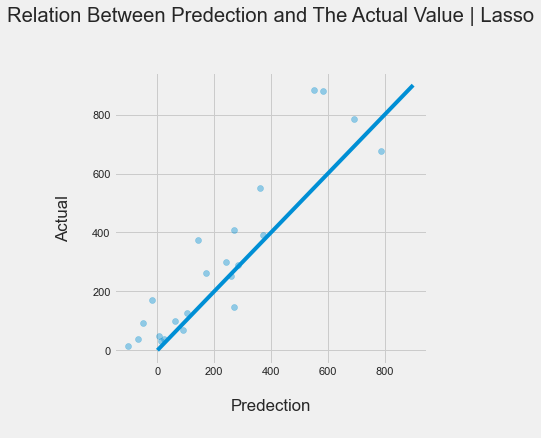 Relation Between Predection and The Actual Value | Lasso
800
600
400
200
0
Actual
0 200 400 600 800
Predection